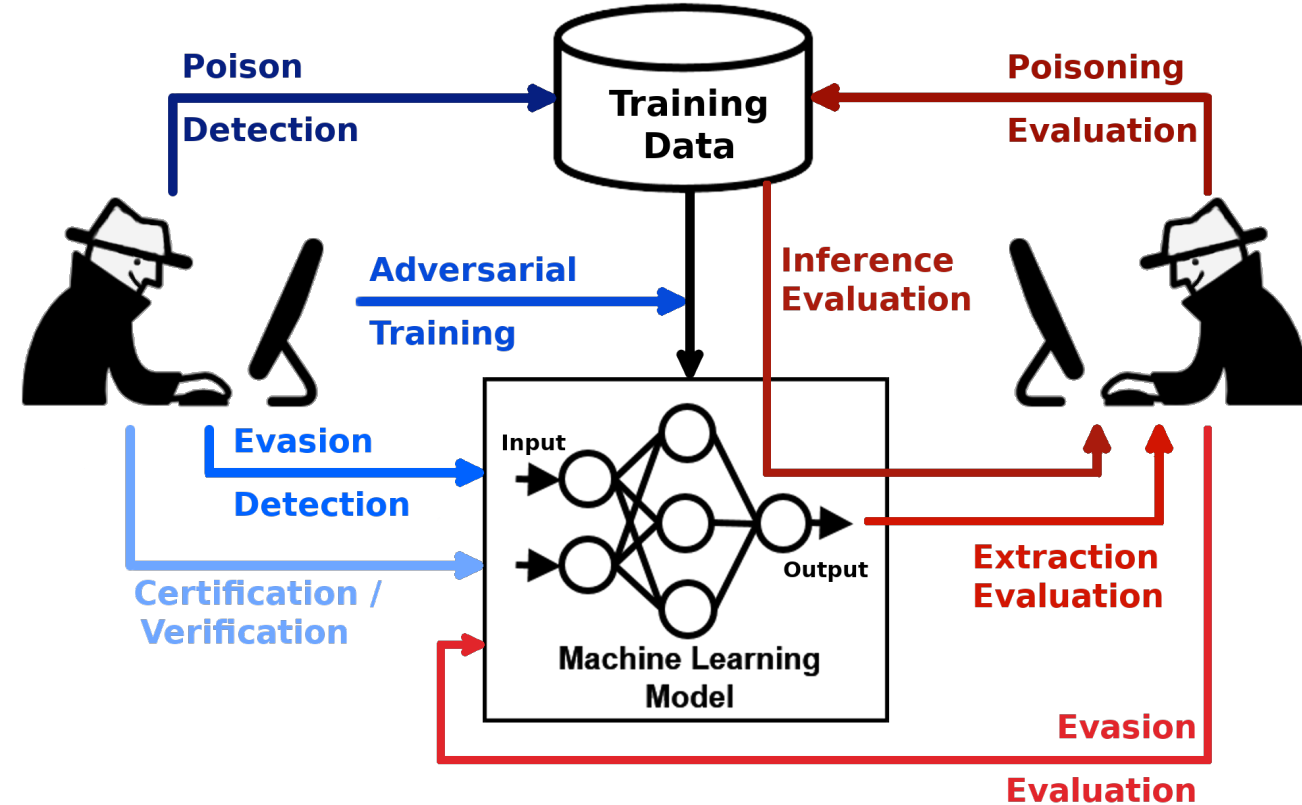 Poison
Detection
Training
Data
Poisoning
Evaluation
Adversarial
Training
Inference
Evaluation
Evasion
Detection
Certification /
Verification
Input
Output
Machine Learning
Model
Extraction
Evaluation
Evasion
Evaluation